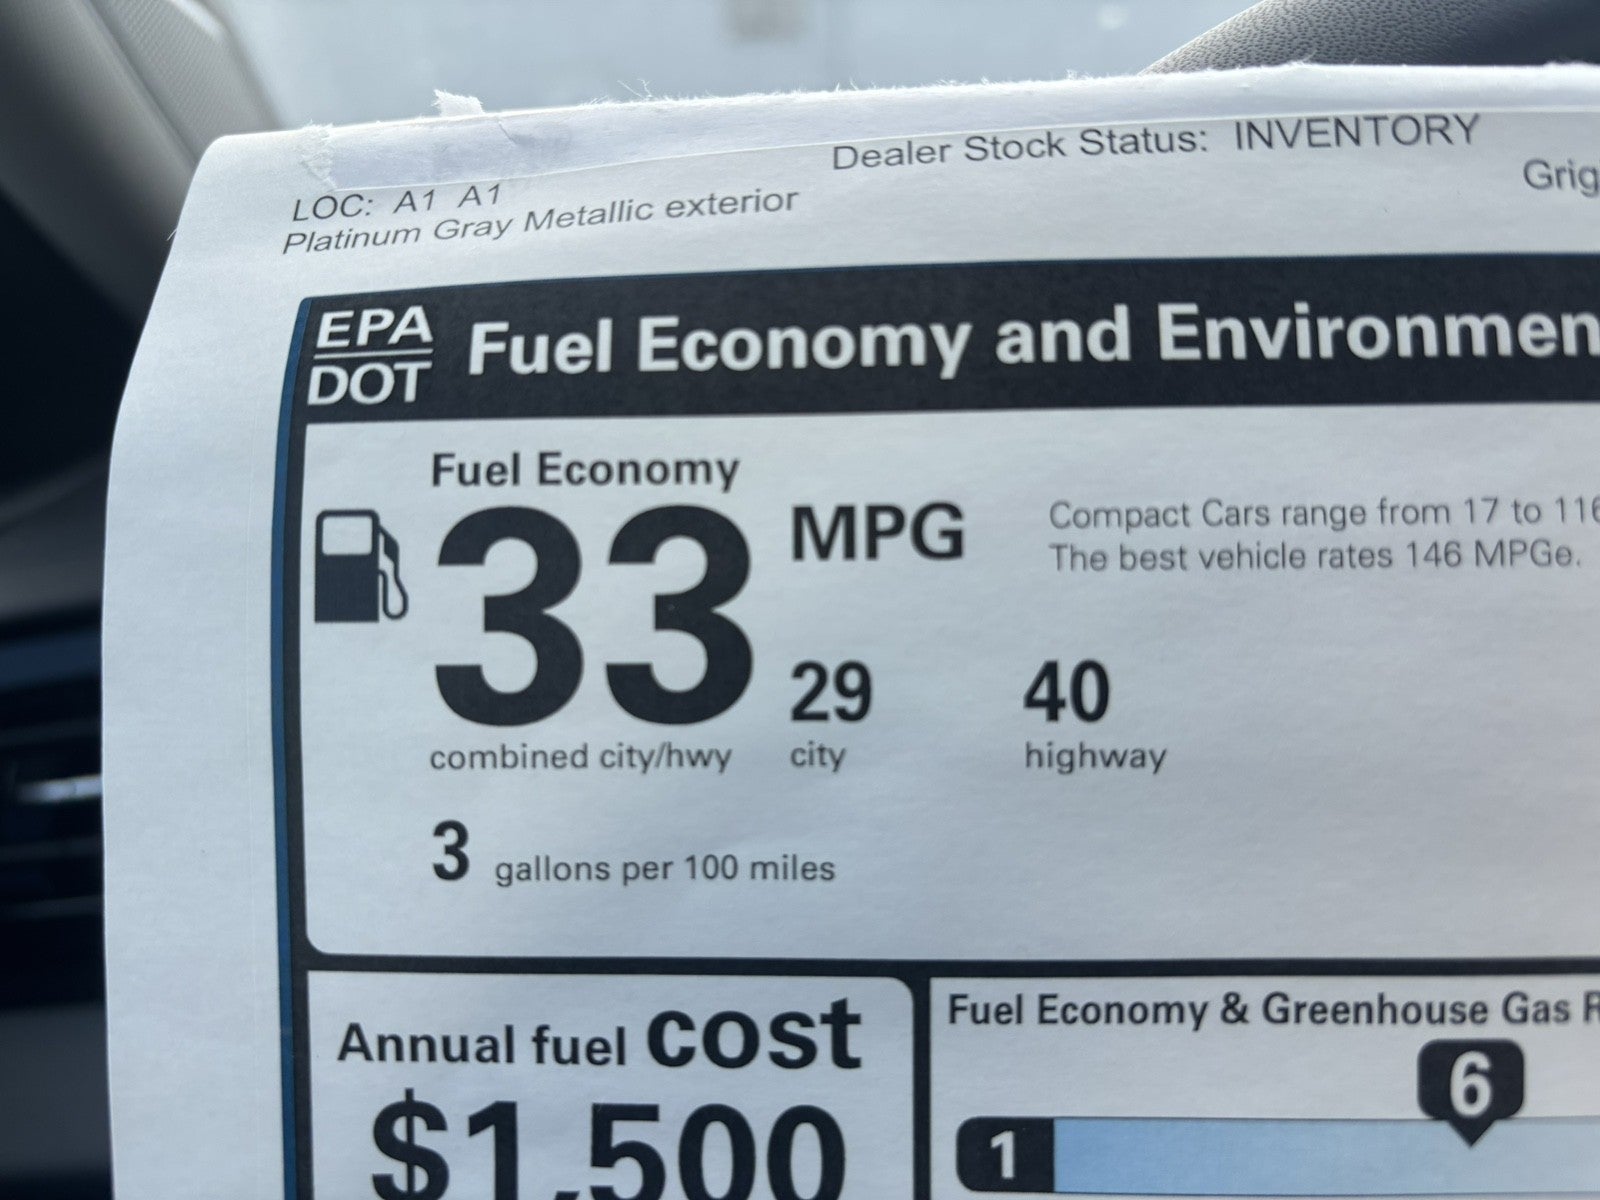 Dealer Stock Status: INVENTORY
LOC: A1 A1
Platinum Gray Metallic exterior
EPA
DOT
Fuel Economy and
Fuel Economy
33 MPG
Compact Cars range from 17 to
The best vehicle rates 146 MPGe.
29
40
combined city/hwy
city
highway
3 gallons per 100 miles
Annual fuel cost
$1,500
Fuel Economy & Greenhouse Gas
6
1